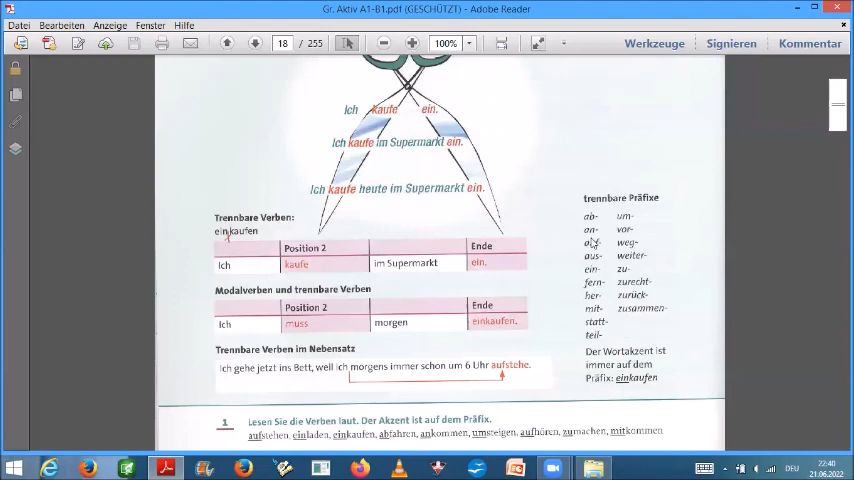 Gr. Aktiv A1-B1.pdf (GESCHÜTZT) - Adobe Reader
Datei Bearbeiten Anzeige Fenster Hilfe
18 / 255 100% Werkzeuge Signieren Kommentar
Ich kaufe ein.
Ich kaufe im Supermarkt ein.
Ich kaufe heute im Supermarkt ein.
Trennbare Verben:
einkaufen
Position 2 Ende
Ich kaufe im Supermarkt ein.
Modalverben und trennbare Verben
Position 2 Ende
Ich muss morgen einkaufen.
Trennbare Verben im Nebensatz
Ich gehe jetzt ins Bett, weil ich morgens immer schon um 6 Uhr aufstehe.
trennbare Präfixe
ab- um-
an- vor-
auf- weg-
aus- weiter-
ein- zu-
fern- zurecht-
her- zurück-
mit- zusammen-
statt-
teil-
Der Wortakzent ist
immer auf dem
Präfix: einkaufen
1 Lesen Sie die Verben laut. Der Akzent ist auf dem Präfix.
aufstehen, einladen, einkaufen, abfahren, ankommen, umsteigen, aufhören, zumachen, mitkommen
DEU
22:40
21.06.2022